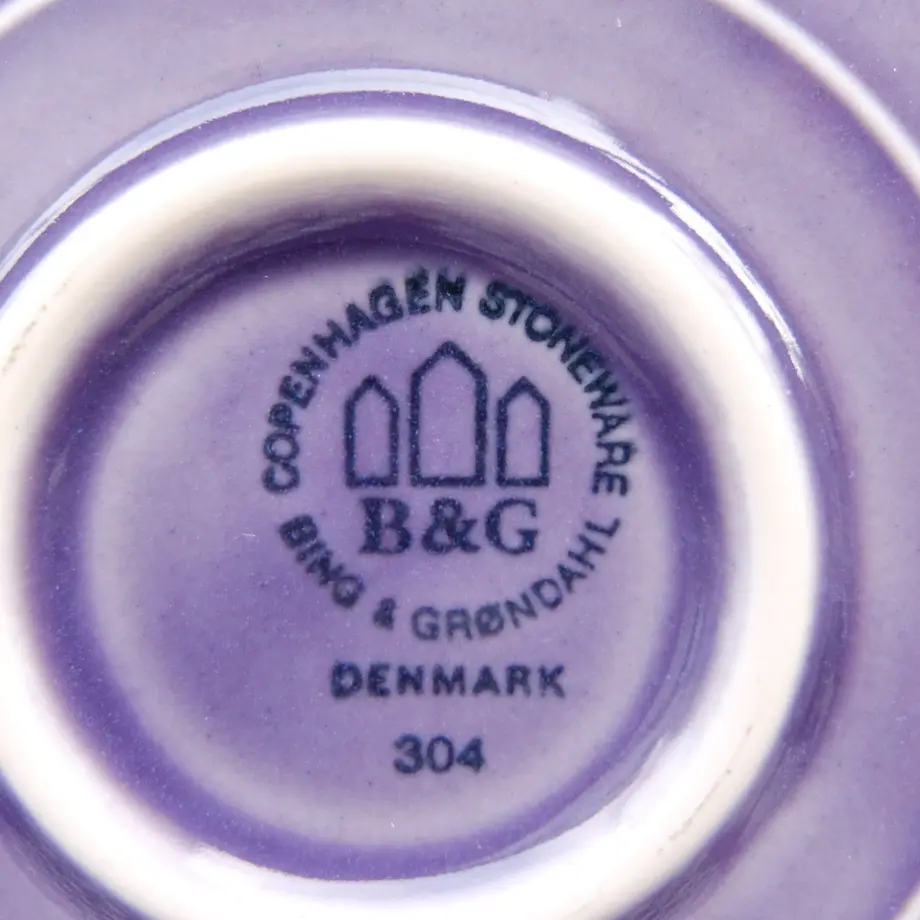 COPENHAGEN STONEWARE
B&G
BING & GRØNDAHL
DENMARK
304